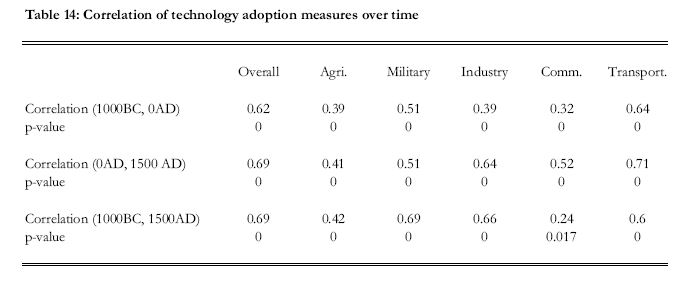 Table 14: Correlation of technology adoption measures over time
Overall Agri. Military Industry Comm. Transport.
Correlation (1000BC, 0AD) 0.62 0.39 0.51 0.39 0.32 0.64
p-value 0 0 0 0 0 0
Correlation (0AD, 1500 AD) 0.69 0.41 0.51 0.64 0.52 0.71
p-value 0 0 0 0 0 0
Correlation (1000BC, 1500AD) 0.69 0.42 0.69 0.66 0.24 0.6
p-value 0 0 0 0 0.017 0